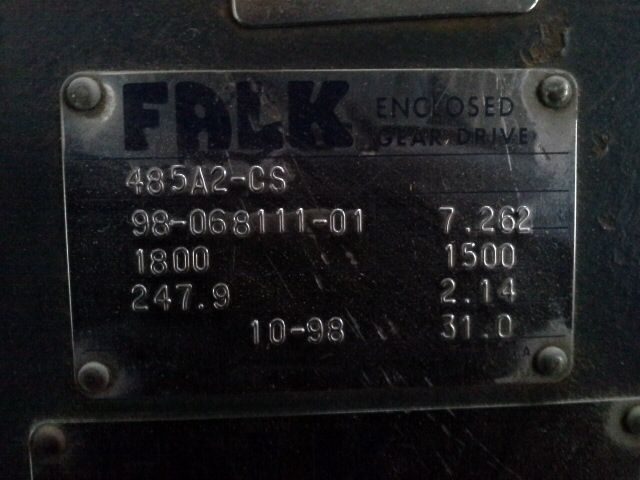 FALK ENCLOSED
GEAR DRIVE
485A2-CS
98-068111-01 7.262
1800 1500
247.9 2.14
10-98 31.0